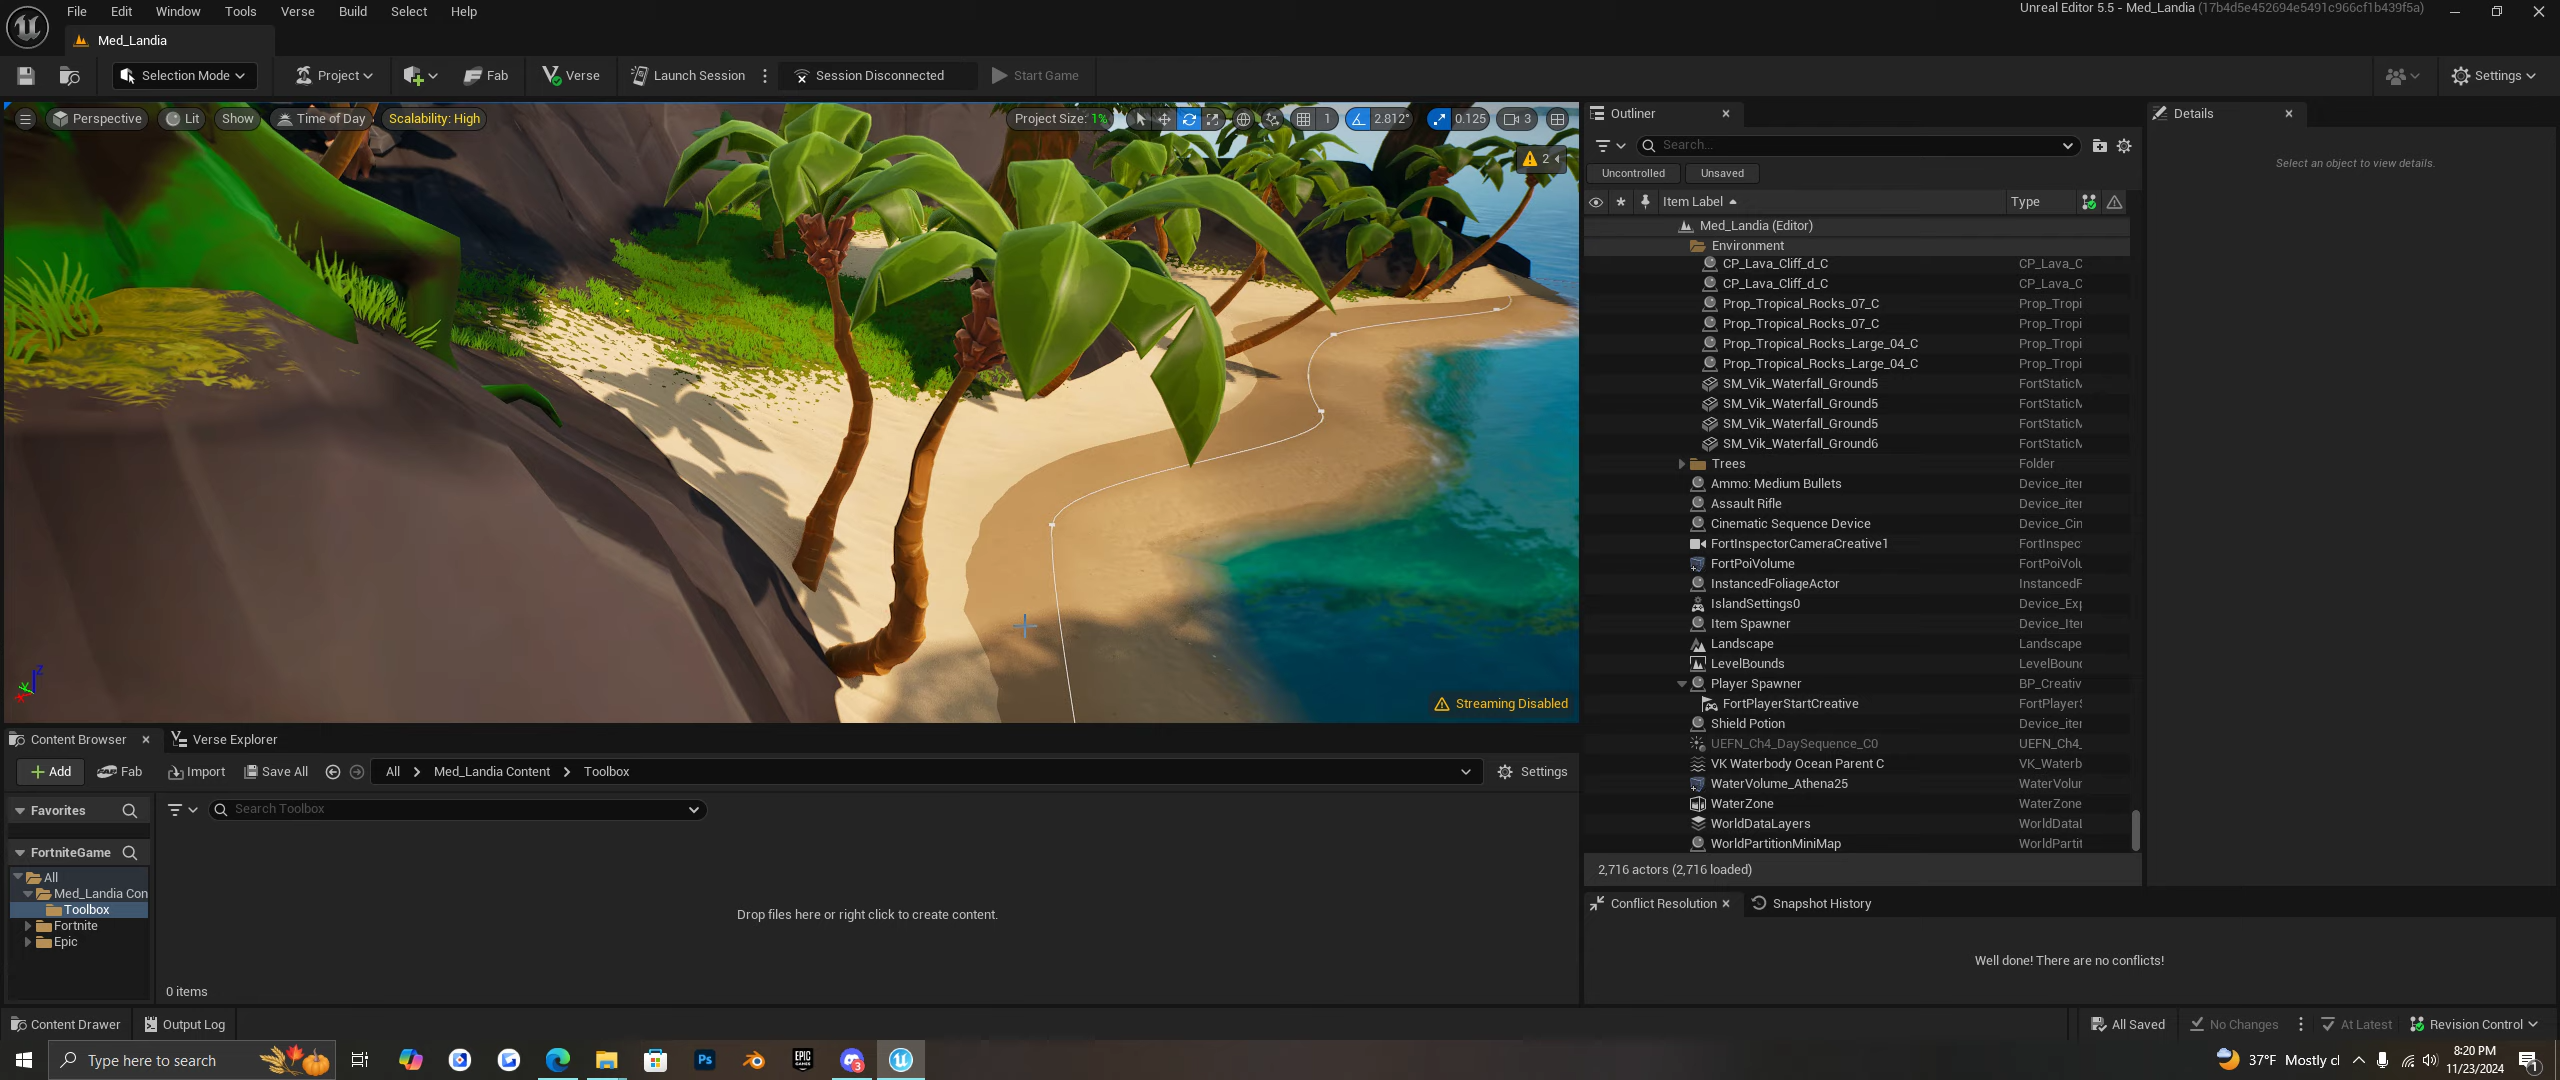 File Edit Window Tools Verse Build Select Help
Unreal Editor 5.5 - Med_Landia (17b4d5e452694e5491c966cf1b439f5a)
Med_Landia
Selection Mode Project Fab Verse Launch Session Session Disconnected Start Game Settings
Perspective Lit Show Time of Day Scalability: High Project Size: 1% 1 2.812° 0.125 3
2
Streaming Disabled
Outliner
Search...
Uncontrolled Unsaved
Item Label Type
Med_Landia (Editor)
Environment
CP_Lava_Cliff_d_C CP_Lava_C
CP_Lava_Cliff_d_C CP_Lava_C
Prop_Tropical_Rocks_07_C Prop_Tropi
Prop_Tropical_Rocks_07_C Prop_Tropi
Prop_Tropical_Rocks_Large_04_C Prop_Tropi
Prop_Tropical_Rocks_Large_04_C Prop_Tropi
SM_Vik_Waterfall_Ground5 FortStaticM
SM_Vik_Waterfall_Ground5 FortStaticM
SM_Vik_Waterfall_Ground5 FortStaticM
SM_Vik_Waterfall_Ground6 FortStaticM
Trees Folder
Ammo: Medium Bullets Device_iter
Assault Rifle Device_iter
Cinematic Sequence Device Device_Cin
FortInspectorCameraCreative1 FortInspec
FortPoiVolume FortPoiVolu
InstancedFoliageActor InstancedF
IslandSettings0 Device_Exp
Item Spawner Device_Iter
Landscape Landscape
LevelBounds LevelBound
Player Spawner BP_Creativ
FortPlayerStartCreative FortPlayerS
Shield Potion Device_iter
UEFN_Ch4_DaySequence_C0 UEFN_Ch4_
VK Waterbody Ocean Parent C VK_Waterb
WaterVolume_Athena25 WaterVolur
WaterZone WaterZone
WorldDataLayers WorldDataL
WorldPartitionMiniMap WorldPartit
2,716 actors (2,716 loaded)
Details
Select an object to view details.
Content Browser Verse Explorer
Add Fab Import Save All All Med_Landia Content Toolbox Settings
Favorites
Search Toolbox
FortniteGame
All
Med_Landia Con
Toolbox
Fortnite
Epic
Drop files here or right click to create content.
0 items
Conflict Resolution Snapshot History
Well done! There are no conflicts!
Content Drawer Output Log All Saved No Changes At Latest Revision Control
Type here to search
Ps
EPIC GAMES
3
37°F Mostly cl
8:20 PM
11/23/2024
1